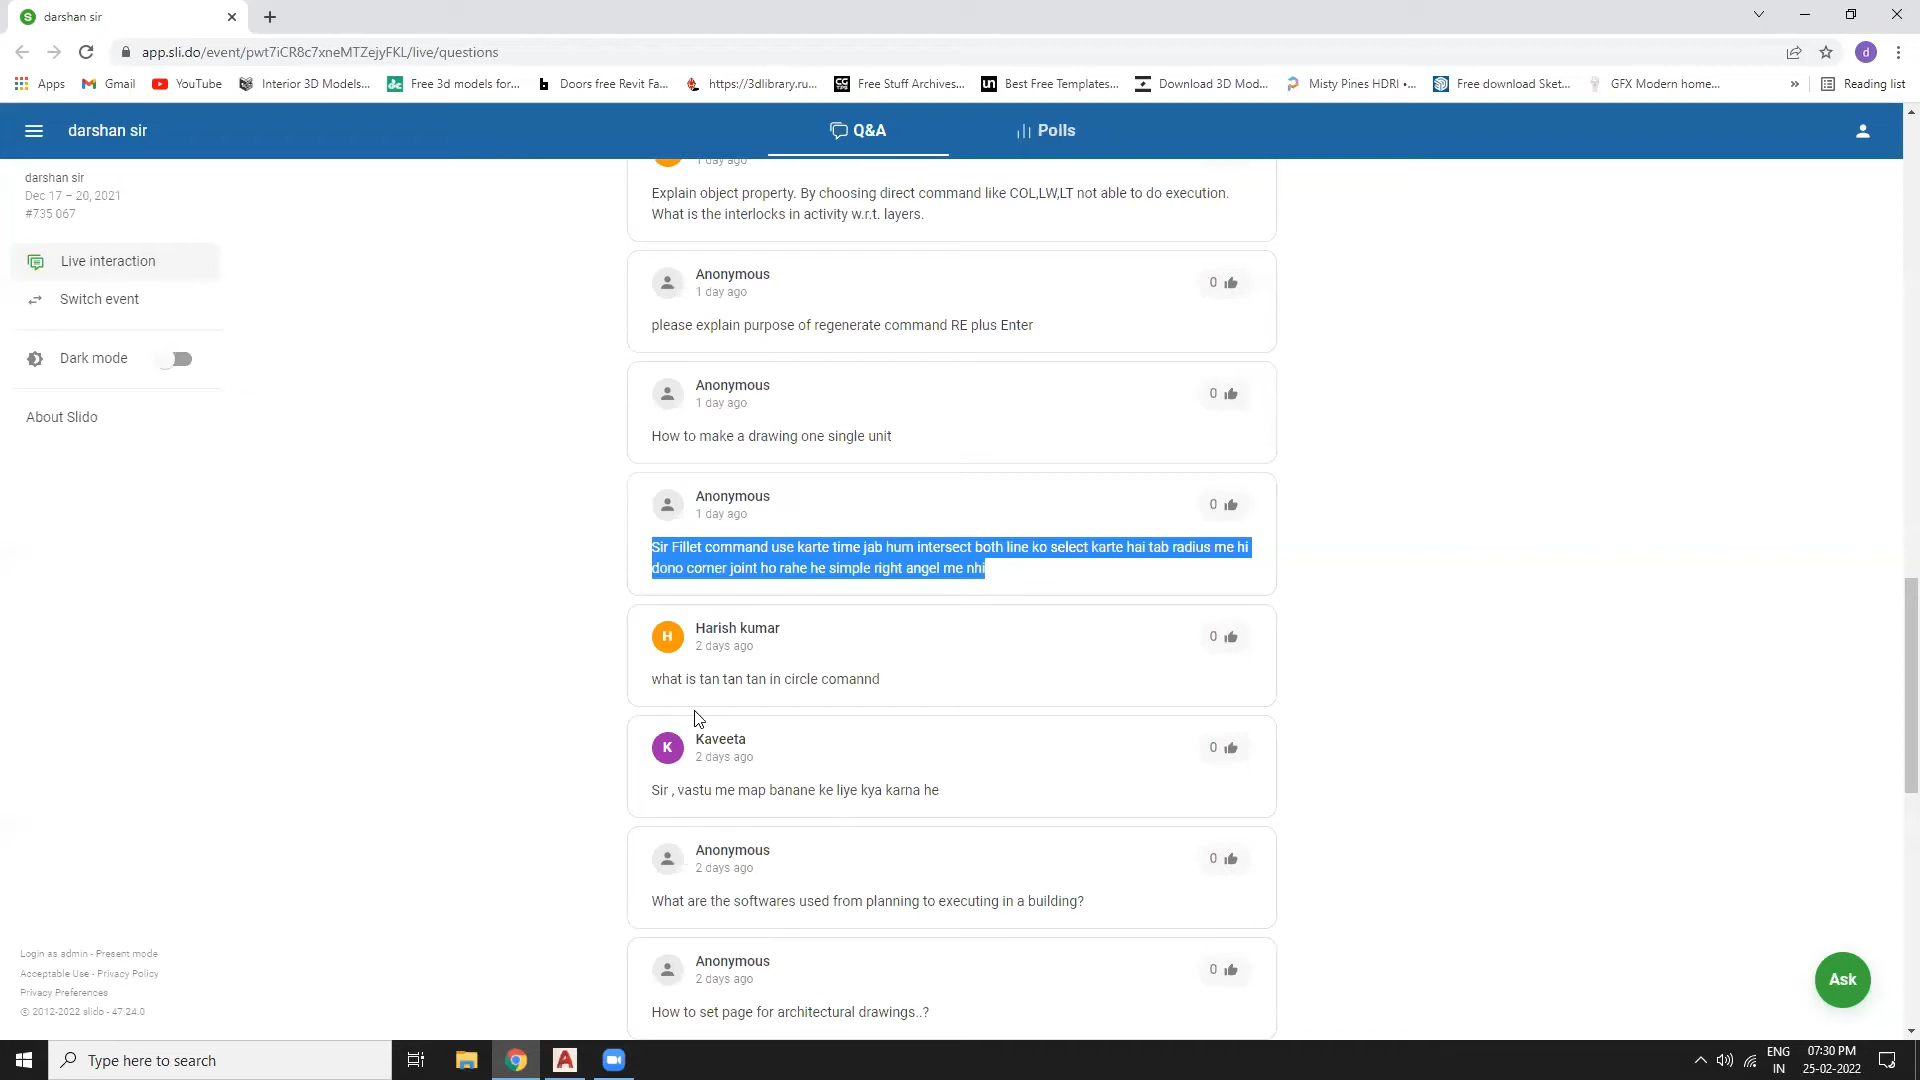 darshan sir
app.sli.do/event/pwt7iCR8c7xneMTZejyFKL/live/questions
d
Apps
Gmail
YouTube
Interior 3D Models...
Free 3d models for...
Doors free Revit Fa...
https://3dlibrary.ru...
Free Stuff Archives...
Best Free Templates...
Download 3D Mod...
Misty Pines HDRI •...
Free download Sket...
GFX Modern home...
»
Reading list
darshan sir
Q&A
Polls
darshan sir
Dec 17 – 20, 2021
#735 067
Live interaction
Switch event
Dark mode
About Slido
1 day ago
Explain object property. By choosing direct command like COL,LW,LT not able to do execution.
What is the interlocks in activity w.r.t. layers.
Anonymous
1 day ago
0
please explain purpose of regenerate command RE plus Enter
Anonymous
1 day ago
0
How to make a drawing one single unit
Anonymous
1 day ago
0
Sir Fillet command use karte time jab hum intersect both line ko select karte hai tab radius me hi
dono corner joint ho rahe he simple right angel me nhi
H
Harish kumar
2 days ago
0
what is tan tan tan in circle comannd
K
Kaveeta
2 days ago
0
Sir , vastu me map banane ke liye kya karna he
Anonymous
2 days ago
0
What are the softwares used from planning to executing in a building?
Anonymous
2 days ago
0
How to set page for architectural drawings..?
Login as admin - Present mode
Acceptable Use - Privacy Policy
Privacy Preferences
© 2012-2022 slido - 47.24.0
Ask
Type here to search
ENG
IN
07:30 PM
25-02-2022